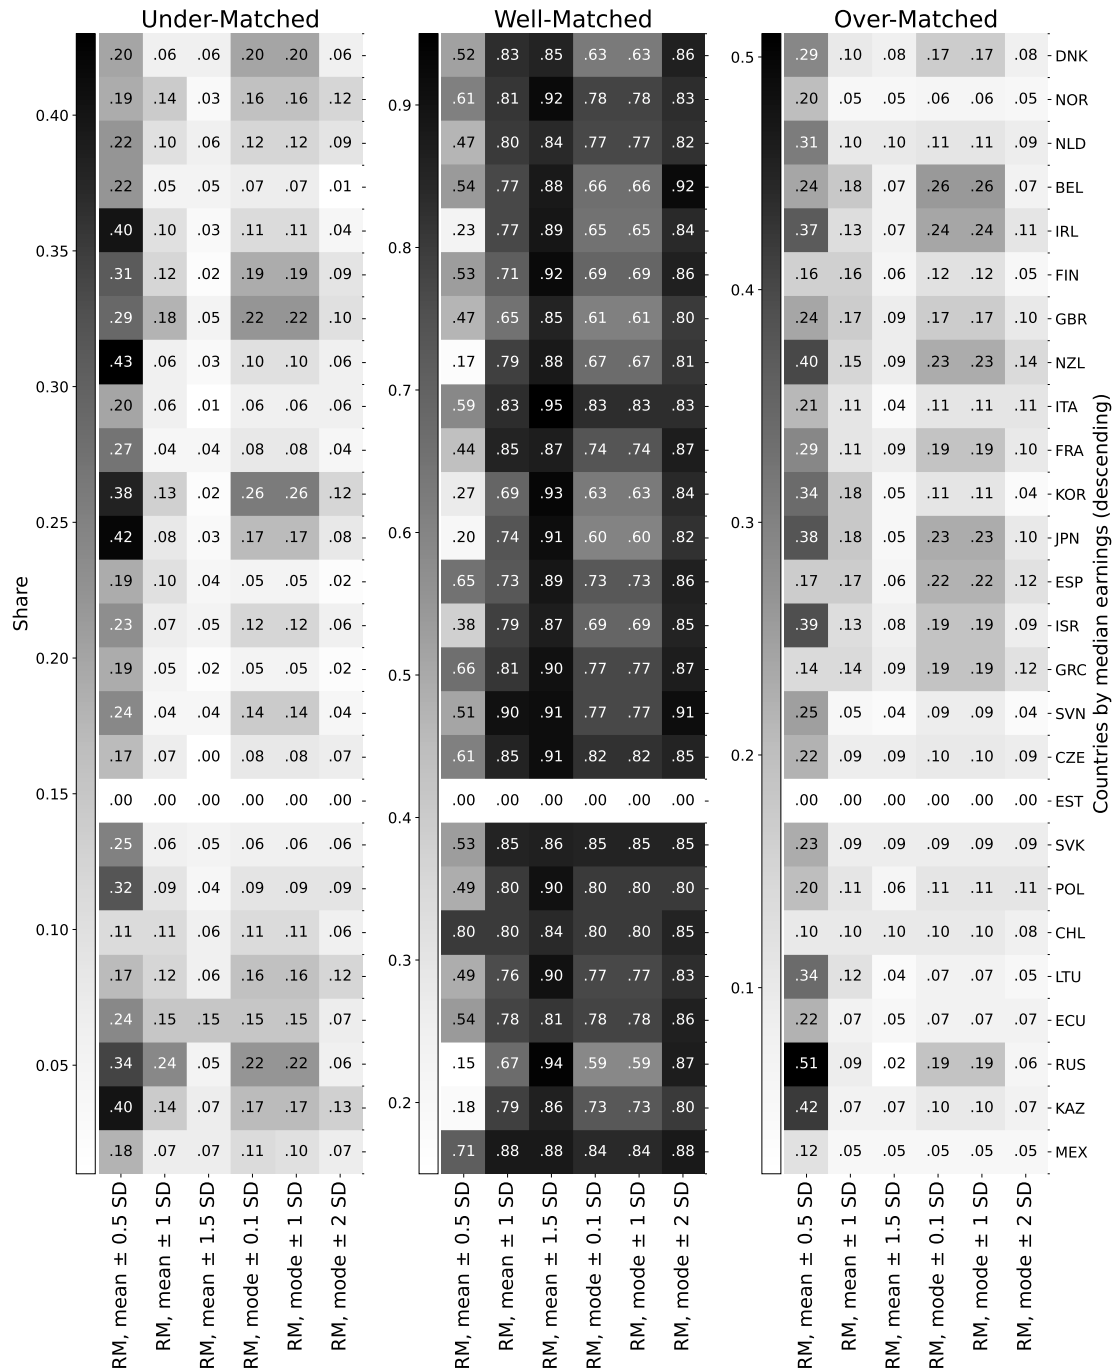 Under-Matched Well-Matched Over-Matched
.20 .06 .06 .20 .20 .06 .52 .83 .85 .63 .63 .86 .29 .10 .08 .17 .17 .08 DNK
.19 .14 .03 .16 .16 .12 .61 .81 .92 .78 .78 .83 .20 .05 .05 .06 .06 .05 NOR
.22 .10 .06 .12 .12 .09 .47 .80 .84 .77 .77 .82 .31 .10 .10 .11 .11 .09 NLD
.22 .05 .05 .07 .07 .01 .54 .77 .88 .66 .66 .92 .24 .18 .07 .26 .26 .07 BEL
.40 .10 .03 .11 .11 .04 .23 .77 .89 .65 .65 .84 .37 .13 .07 .24 .24 .11 IRL
.31 .12 .02 .19 .19 .09 .53 .71 .92 .69 .69 .86 .16 .16 .06 .12 .12 .05 FIN
.29 .18 .05 .22 .22 .10 .47 .65 .85 .61 .61 .80 .24 .17 .09 .17 .17 .10 GBR
.43 .06 .03 .10 .10 .06 .17 .79 .88 .67 .67 .81 .40 .15 .09 .23 .23 .14 NZL
.20 .06 .01 .06 .06 .06 .59 .83 .95 .83 .83 .83 .21 .11 .04 .11 .11 .11 ITA
.27 .04 .04 .08 .08 .04 .44 .85 .87 .74 .74 .87 .29 .11 .09 .19 .19 .10 FRA
.38 .13 .02 .26 .26 .12 .27 .69 .93 .63 .63 .84 .34 .18 .05 .11 .11 .04 KOR
.42 .08 .03 .17 .17 .08 .20 .74 .91 .60 .60 .82 .38 .18 .05 .23 .23 .10 JPN
.19 .10 .04 .05 .05 .02 .65 .73 .89 .73 .73 .86 .17 .17 .06 .22 .22 .12 ESP
.23 .07 .05 .12 .12 .06 .38 .79 .87 .69 .69 .85 .39 .13 .08 .19 .19 .09 ISR
.19 .05 .02 .05 .05 .02 .66 .81 .90 .77 .77 .87 .14 .14 .09 .19 .19 .12 GRC
.24 .04 .04 .14 .14 .04 .51 .90 .91 .77 .77 .91 .25 .05 .04 .09 .09 .04 SVN
.17 .07 .00 .08 .08 .07 .61 .85 .91 .82 .82 .85 .22 .09 .09 .10 .10 .09 CZE
.00 .00 .00 .00 .00 .00 .00 .00 .00 .00 .00 .00 .00 .00 .00 .00 .00 .00 EST
.25 .06 .05 .06 .06 .06 .53 .85 .86 .85 .85 .85 .23 .09 .09 .09 .09 .09 SVK
.32 .09 .04 .09 .09 .09 .49 .80 .90 .80 .80 .80 .20 .11 .06 .11 .11 .11 POL
.11 .11 .06 .11 .11 .06 .80 .80 .84 .80 .80 .85 .10 .10 .10 .10 .10 .08 CHL
.17 .12 .06 .16 .16 .12 .49 .76 .90 .77 .77 .83 .34 .12 .04 .07 .07 .05 LTU
.24 .15 .15 .15 .15 .07 .54 .78 .81 .78 .78 .86 .22 .07 .05 .07 .07 .07 ECU
.34 .24 .05 .22 .22 .06 .15 .67 .94 .59 .59 .87 .51 .09 .02 .19 .19 .06 RUS
.40 .14 .07 .17 .17 .13 .18 .79 .86 .73 .73 .80 .42 .07 .07 .10 .10 .07 KAZ
.18 .07 .07 .11 .10 .07 .71 .88 .88 .84 .84 .88 .12 .05 .05 .05 .05 .05 MEX
Share
0.40
0.35
0.30
0.25
0.20
0.15
0.10
0.05
0.9
0.8
0.7
0.6
0.5
0.4
0.3
0.2
0.5
0.4
0.3
0.2
0.1
Countries by median earnings (descending)
RM, mean ± 0.5 SD
RM, mean ± 1 SD
RM, mean ± 1.5 SD
RM, mode ± 0.1 SD
RM, mode ± 1 SD
RM, mode ± 2 SD
RM, mean ± 0.5 SD
RM, mean ± 1 SD
RM, mean ± 1.5 SD
RM, mode ± 0.1 SD
RM, mode ± 1 SD
RM, mode ± 2 SD
RM, mean ± 0.5 SD
RM, mean ± 1 SD
RM, mean ± 1.5 SD
RM, mode ± 0.1 SD
RM, mode ± 1 SD
RM, mode ± 2 SD